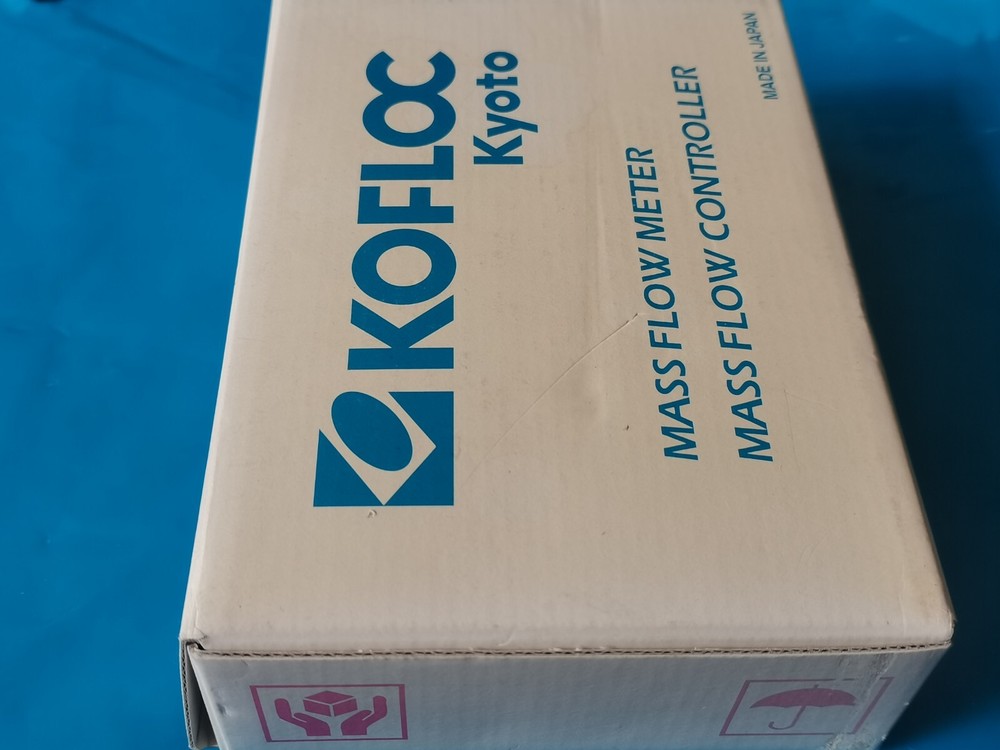 KOFLOC
Kyoto
MASS FLOW METER
MASS FLOW CONTROLLER
MADE IN JAPAN